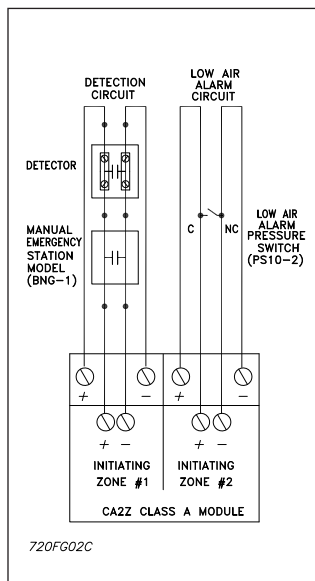 DETECTION
CIRCUIT
LOW AIR
ALARM
CIRCUIT
DETECTOR
MANUAL
EMERGENCY
STATION
MODEL
(BNG-1)
C
NC
LOW AIR
ALARM
PRESSURE
SWITCH
(PS10-2)
+ - + -
+ - + -
INITIATING
ZONE #1
INITIATING
ZONE #2
CA2Z CLASS A MODULE
720FG02C